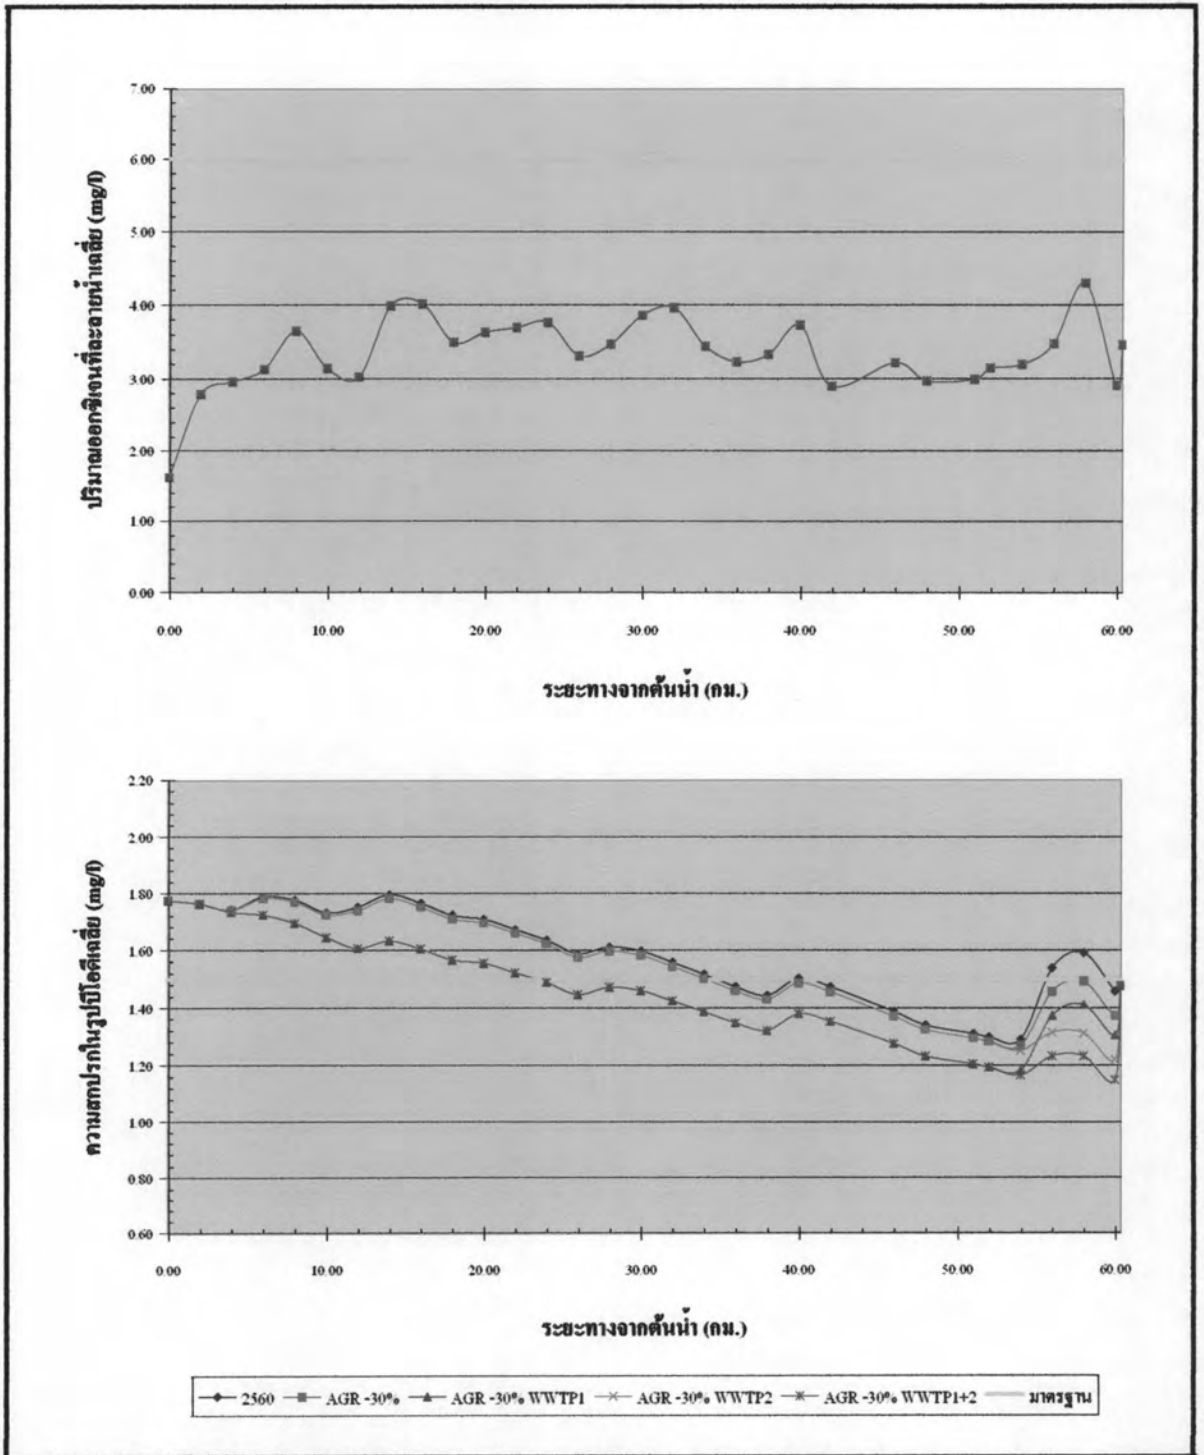 7.00
6.00
5.00
4.00
3.00
2.00
1.00
0.00
ปริมาณออกซิเจนที่ละลายน้ำเฉลี่ย (mg/l)
0.00 10.00 20.00 30.00 40.00 50.00 60.00
ระยะทางจากต้นน้ำ (กม.)
2.20
2.00
1.80
1.60
1.40
1.20
1.00
0.80
0.60
ความสกปรกในรูปบีโอดีเฉลี่ย (mg/l)
0.00 10.00 20.00 30.00 40.00 50.00 60.00
ระยะทางจากต้นน้ำ (กม.)
2560 AGR -30% AGR -30% WWTP1 AGR -30% WWTP2 AGR -30% WWTP1+2 มาตรฐาน